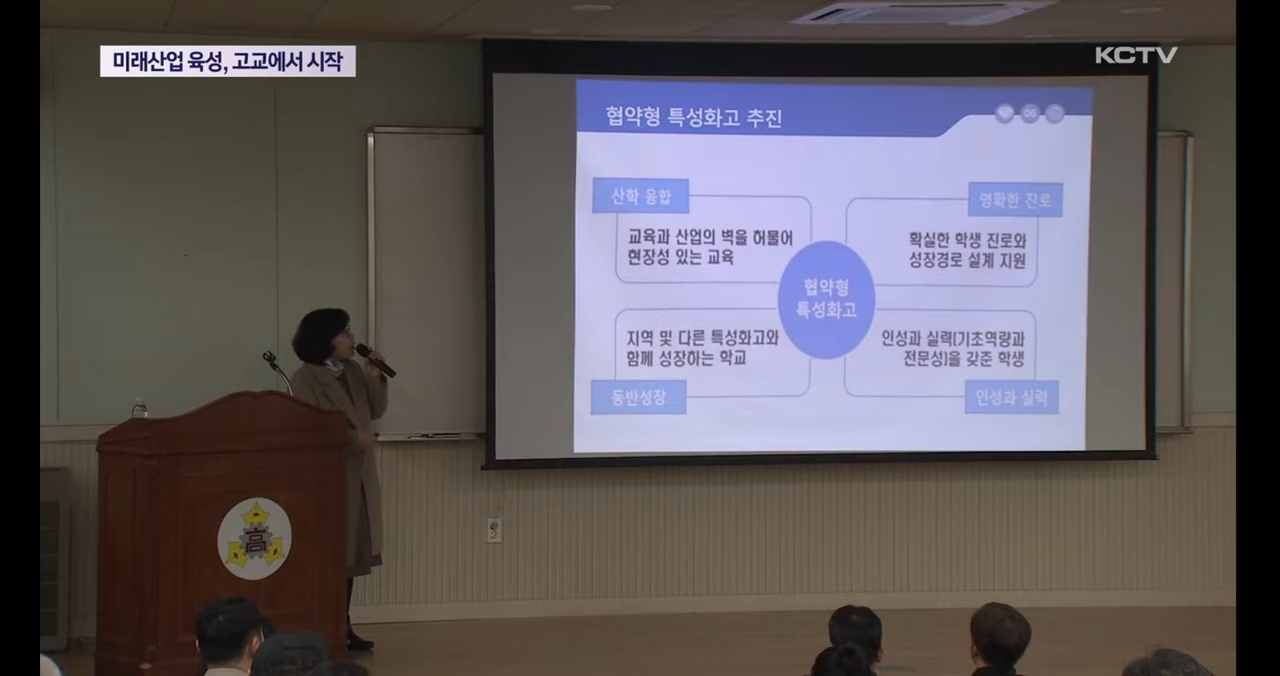 미래산업 육성, 고교에서 시작
KCTV
협약형 특성화고 추진
06
산학 융합
교육과 산업의 벽을 허물어
현장성 있는 교육
명확한 진로
확실한 학생 진로와
성장경로 설계 지원
협약형
특성화고
지역 및 다른 특성화고와
함께 성장하는 학교
동반성장
인성과 실력(기초역량과
전문성)을 갖춘 학생
인성과 실력
高